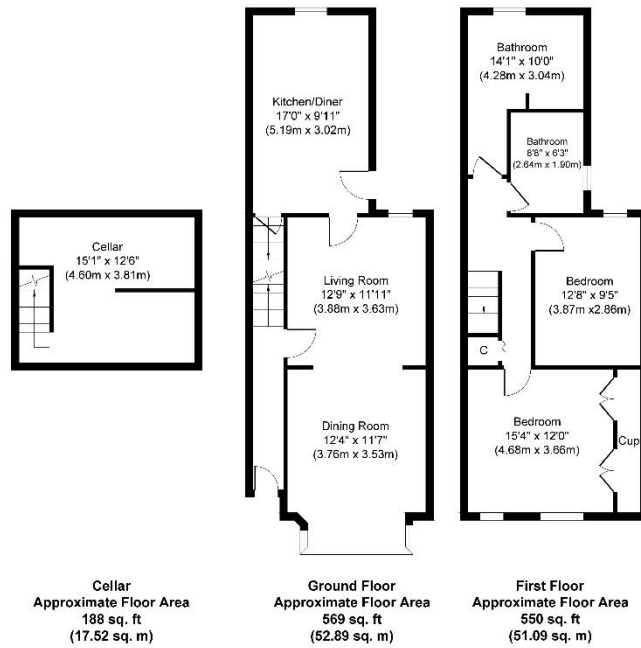 Cellar
15'1" x 12'6"
(4.60m x 3.81m)
Kitchen/Diner
17'0" x 9'11"
(5.19m x 3.02m)
Living Room
12'9" x 11'11"
(3.88m x 3.63m)
Dining Room
12'4" x 11'7"
(3.76m x 3.53m)
Bathroom
14'1" x 10'0"
(4.28m x 3.04m)
Bathroom
8'8" x 6'3"
(2.64m x 1.90m)
Bedroom
12'8" x 9'5"
(3.87m x2.86m)
C
Bedroom
15'4" x 12'0"
(4.68m x 3.66m)
Cup
Cellar
Approximate Floor Area
188 sq. ft
(17.52 sq. m)
Ground Floor
Approximate Floor Area
569 sq. ft
(52.89 sq. m)
First Floor
Approximate Floor Area
550 sq. ft
(51.09 sq. m)